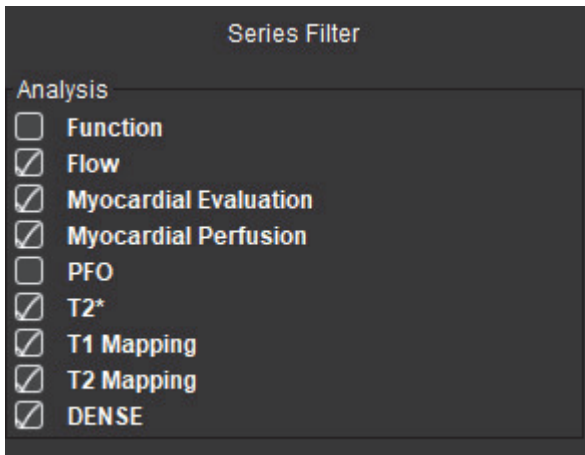 Series Filter
Analysis
Function
Flow
Myocardial Evaluation
Myocardial Perfusion
PFO
T2*
T1 Mapping
T2 Mapping
DENSE